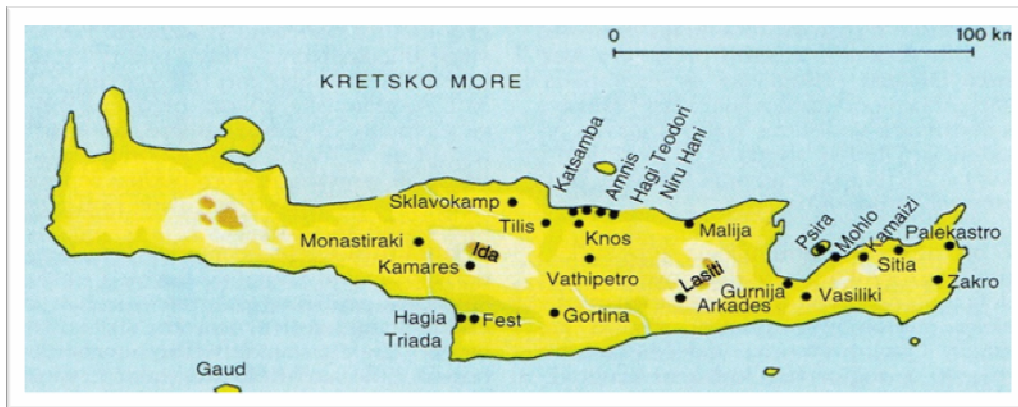 0 100 km
KRETSKO MORE
Katsamba
Amnis
Hagi Teodori
Niru Hani
Sklavokamp
Tilis
Knos
Malija
Psira
Mohlo
Kamaizi
Palekastro
Monastiraki
Ida
Sitia
Kamares
Vathipetro
Lasiti
Zakro
Gurnija
Vasiliki
Arkades
Hagia
Triada
Fest
Gortina
Gaud